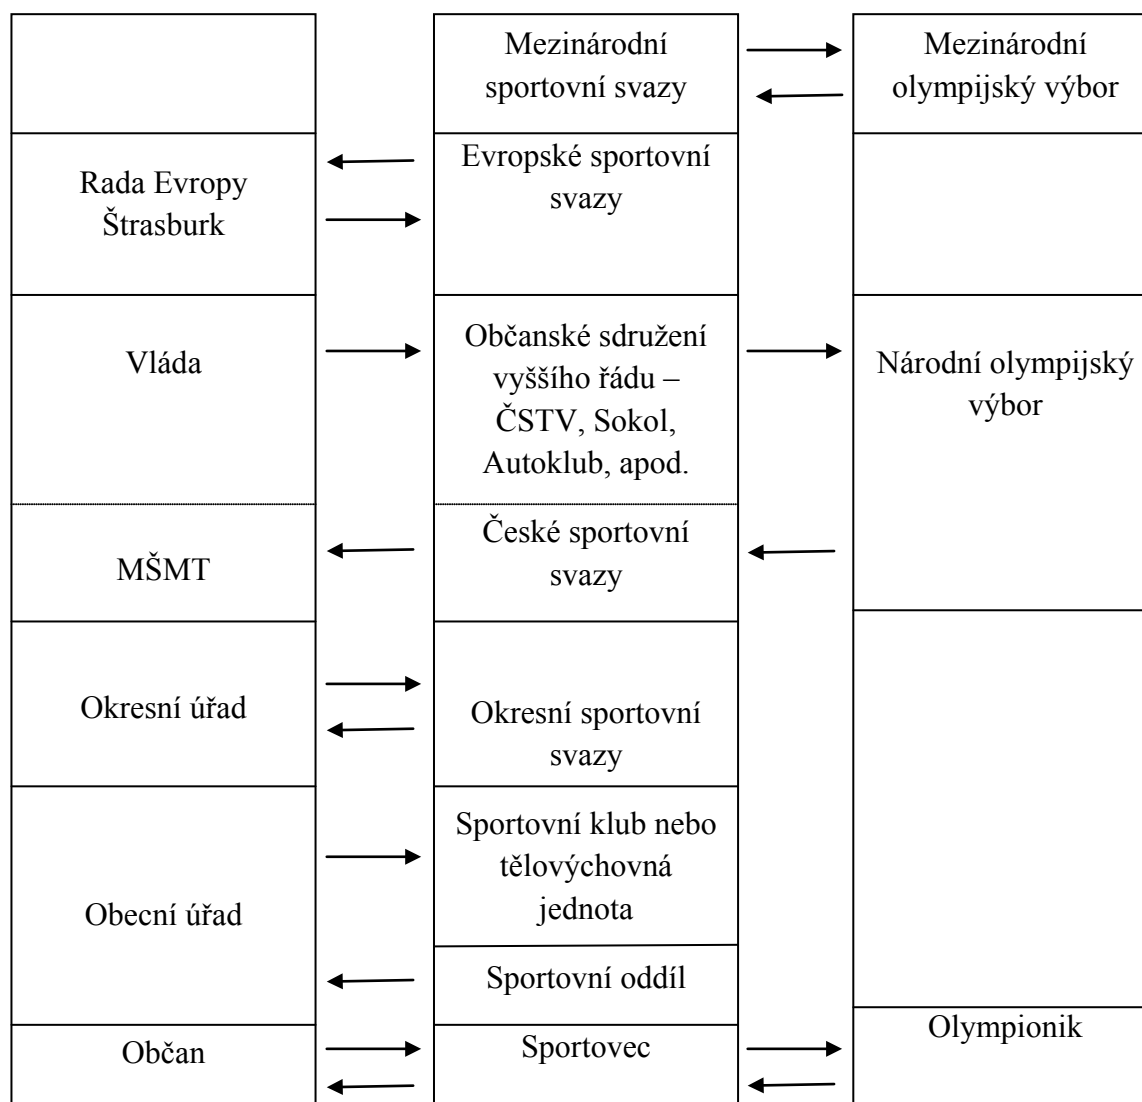 Mezinárodní
sportovní svazy
Mezinárodní
olympijský výbor
Rada Evropy
Štrasburk
Evropské sportovní
svazy
Vláda
Občanské sdružení
vyššího řádu –
ČSTV, Sokol,
Autoklub, apod.
Národní olympijský
výbor
MŠMT
České sportovní
svazy
Okresní úřad
Okresní sportovní
svazy
Obecní úřad
Sportovní klub nebo
tělovýchovná
jednota
Sportovní oddíl
Občan
Sportovec
Olympionik